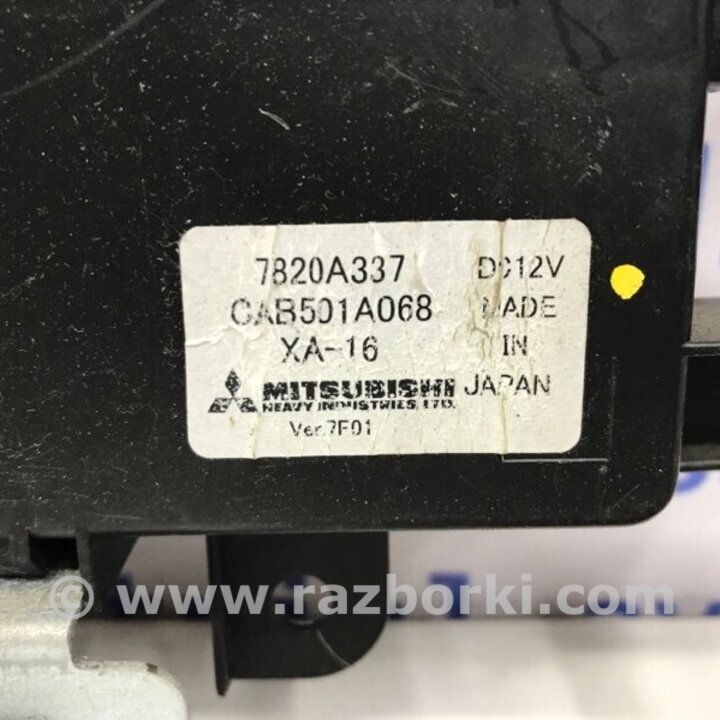 7820A337 DC12V
CAB501A068 MADE
XA-16 IN
MITSUBISHI JAPAN
HEAVY INDUSTRIES, LTD.
Ver.7F01
© www.razborki.com